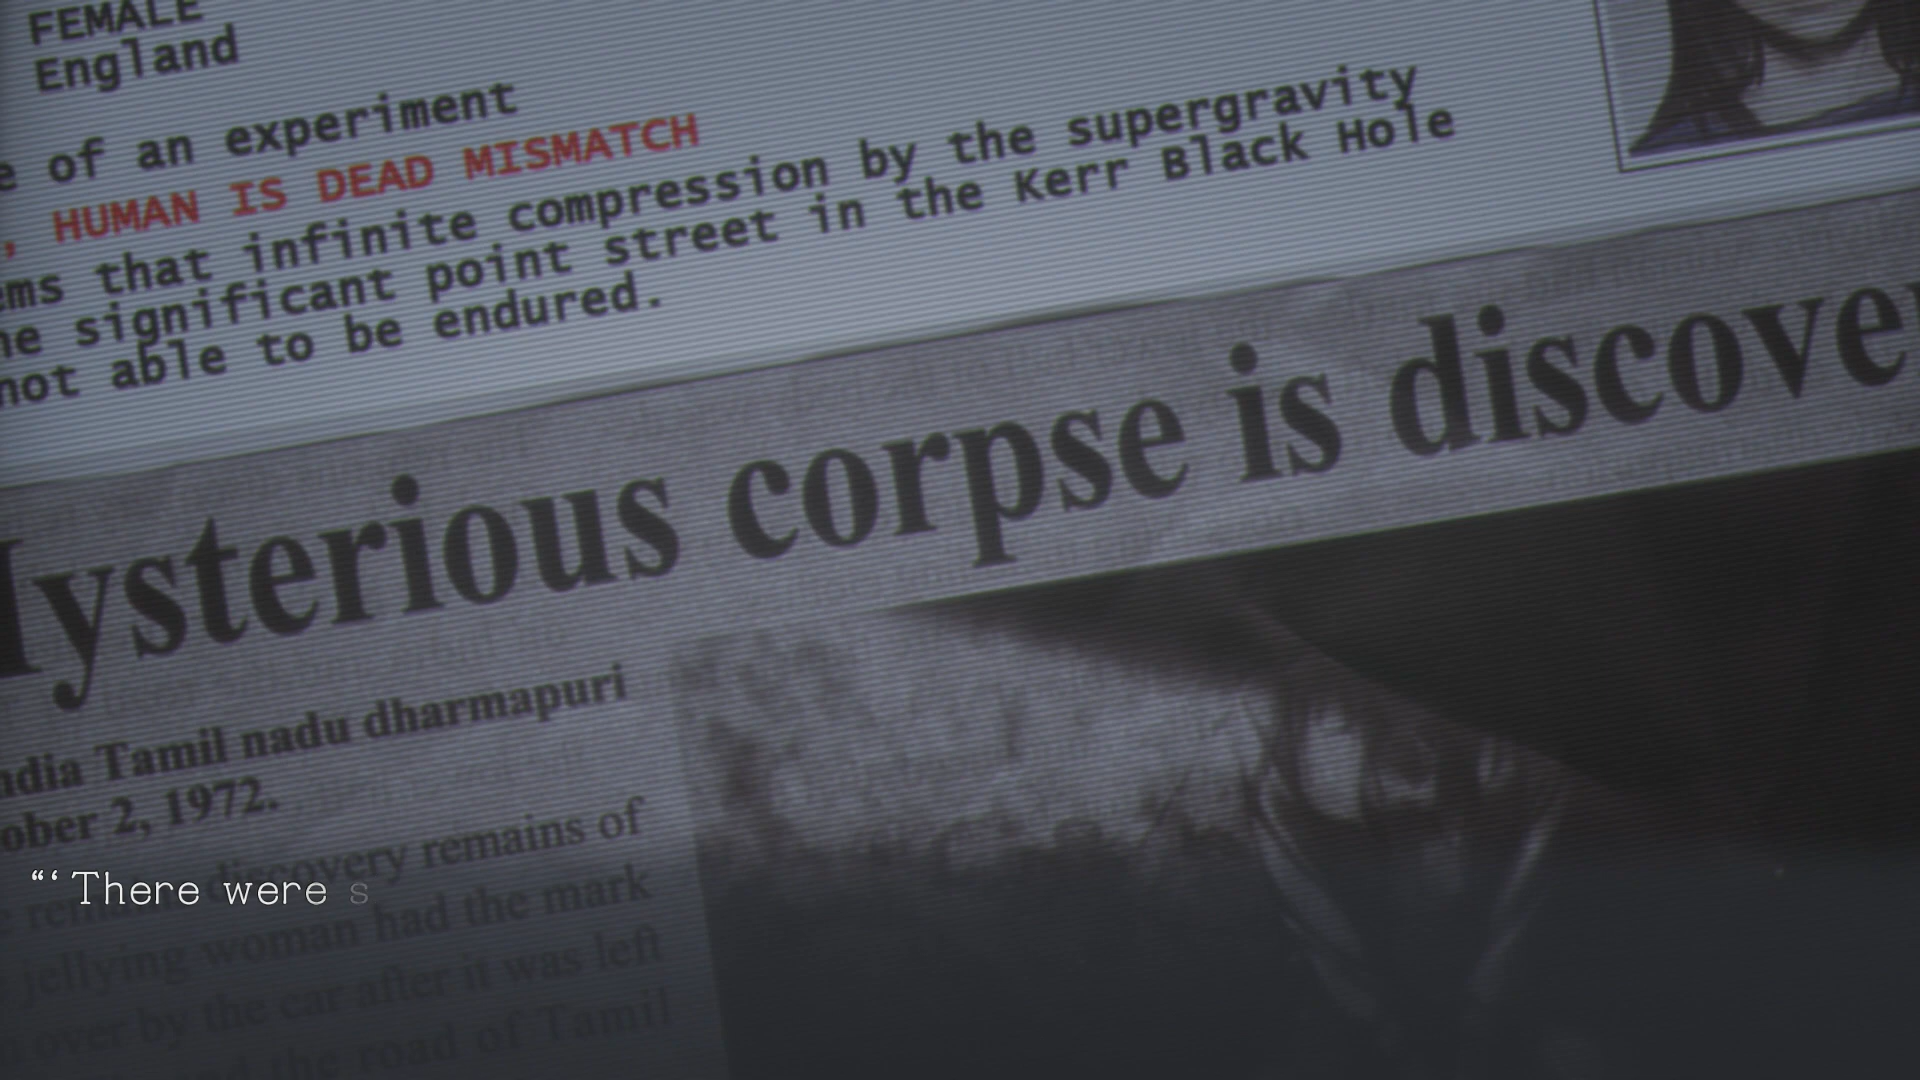 FEMALE
England
e of an experiment
, HUMAN IS DEAD MISMATCH
ems that infinite compression by the supergravity
he significant point street in the Kerr Black Hole
not able to be endured.
Mysterious corpse is discove
ndia Tamil nadu dharmapuri
ober 2, 1972.
discovery remains of
jellying woman had the mark
over by the car after it was left
the road of Tamil
“‘There were s